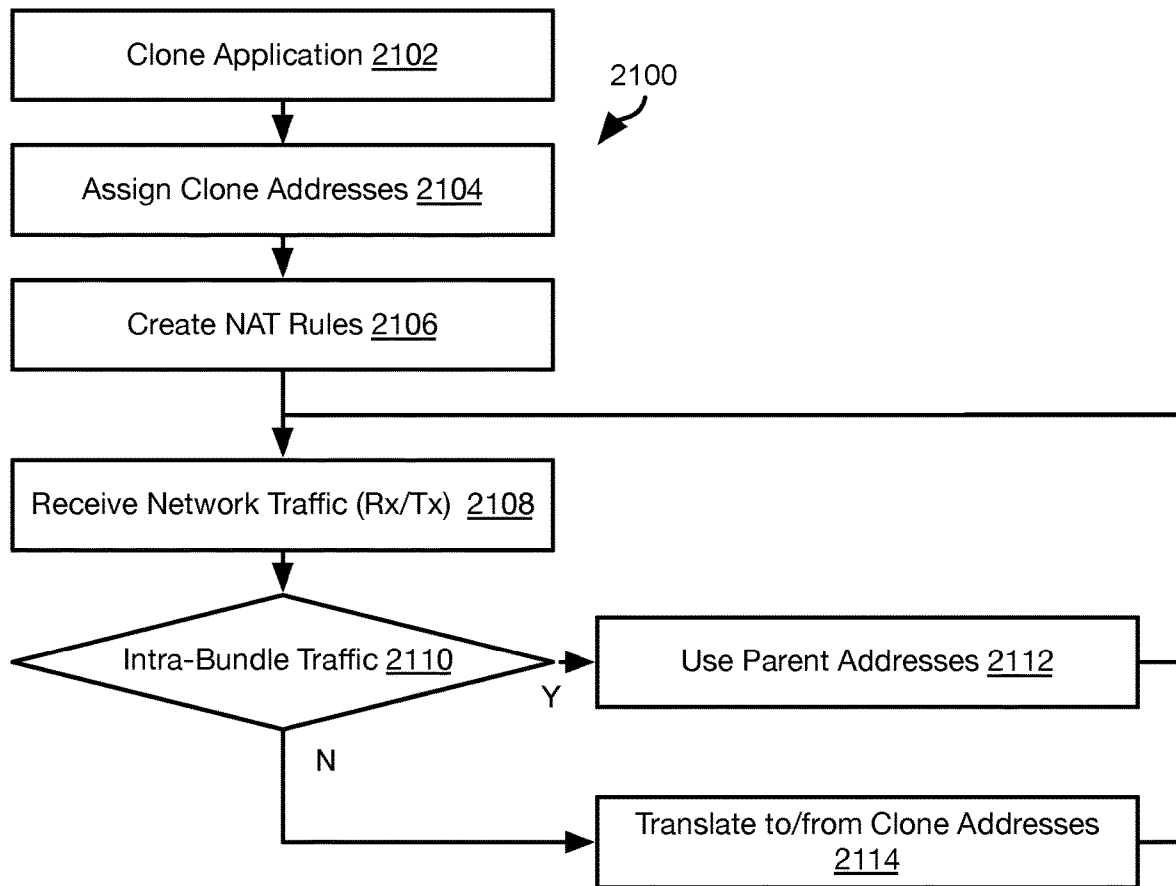 Clone Application 2102
2100
Assign Clone Addresses 2104
Create NAT Rules 2106
Receive Network Traffic (Rx/Tx) 2108
Intra-Bundle Traffic 2110
Y
Use Parent Addresses 2112
N
Translate to/from Clone Addresses
2114